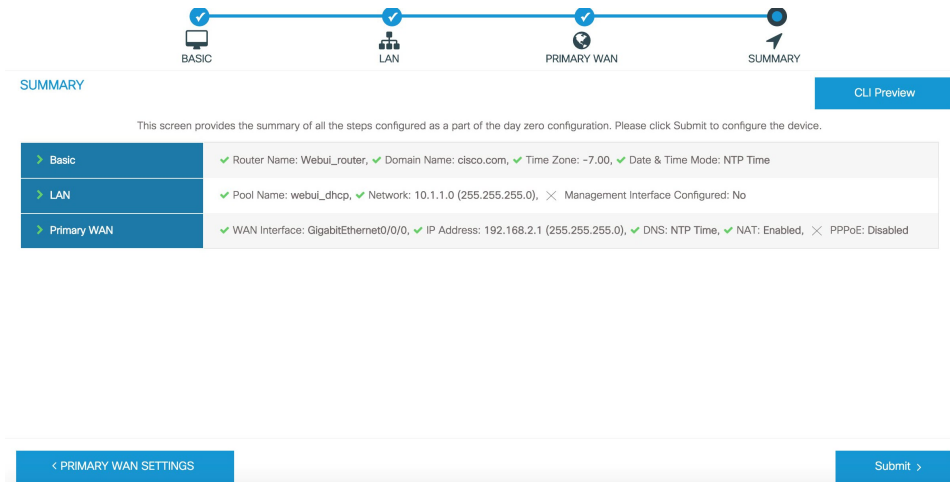 BASIC
LAN
PRIMARY WAN
SUMMARY
SUMMARY
CLI Preview
This screen provides the summary of all the steps configured as a part of the day zero configuration. Please click Submit to configure the device.
> Basic
✓ Router Name: Webui_router, ✓ Domain Name: cisco.com, ✓ Time Zone: -7.00, ✓ Date & Time Mode: NTP Time
> LAN
✓ Pool Name: webui_dhcp, ✓ Network: 10.1.1.0 (255.255.255.0), ✕ Management Interface Configured: No
> Primary WAN
✓ WAN Interface: GigabitEthernet0/0/0, ✓ IP Address: 192.168.2.1 (255.255.255.0), ✓ DNS: NTP Time, ✓ NAT: Enabled, ✕ PPPoE: Disabled
< PRIMARY WAN SETTINGS
Submit >